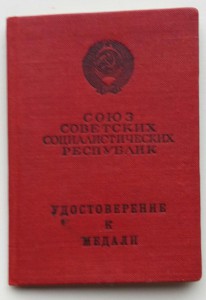 СОЮЗ
СОВЕТСКИХ
СОЦИАЛИСТИЧЕСКИХ
РЕСПУБЛИК
УДОСТОВЕРЕНИЕ
К
МЕДАЛИ